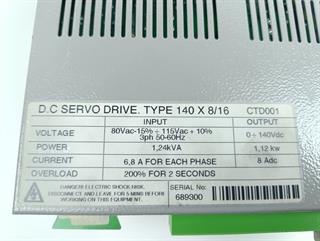 D.C SERVO DRIVE. TYPE 140 X 8/16 CTD001
INPUT OUTPUT
VOLTAGE 80Vac-15% ÷ 115Vac + 10% 3ph 50-60Hz 0÷140Vdc
POWER 1,24kVA 1,12 kw
CURRENT 6,8 A FOR EACH PHASE 8 Adc
OVERLOAD 200% FOR 2 SECONDS
DANGER ELECTRIC SHOCK RISK.
DISCONNECT AND LEAVE FOR 5 MINS BEFORE
WORKING ON EQUIPMENT.
SERIAL No:
689300